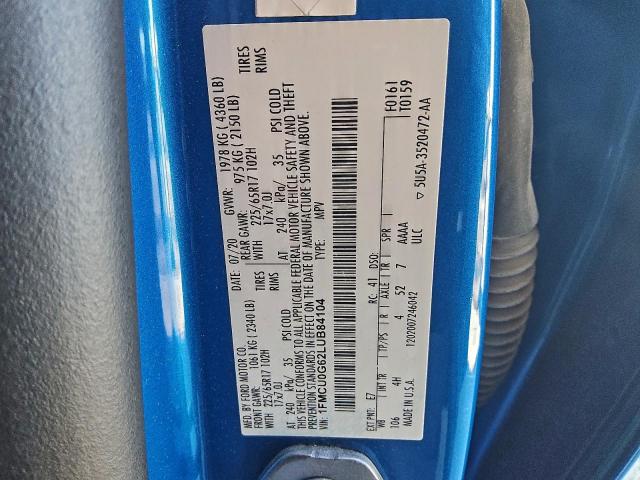 MFD. BY FORD MOTOR CO. DATE: 07/20 GVWR: 1978 KG ( 4360 LB)
FRONT GAWR: 1061 KG ( 2340 LB) REAR GAWR: 975 KG ( 2150 LB)
WITH 225/65R17 102H TIRES WITH 225/65R17 102H TIRES
17x7.0J RIMS 17x7.0J RIMS
AT 240 kPa/ 35 PSI COLD AT 240 kPa/ 35 PSI COLD
THIS VEHICLE CONFORMS TO ALL APPLICABLE FEDERAL MOTOR VEHICLE SAFETY AND THEFT
PREVENTION STANDARDS IN EFFECT ON THE DATE OF MANUFACTURE SHOWN ABOVE.
VIN: 1FMCU0G62LUB84104 TYPE: MPV
F0161
T0159
EXT PNT: E7 RC: 41 DSO:
WB INT TR TP/PS R AXLE TR SPR
106 4H 4 52 7 AAAA
MADE IN U.S.A. ULC
1202007246042
▽ 5U5A-3520472-AA